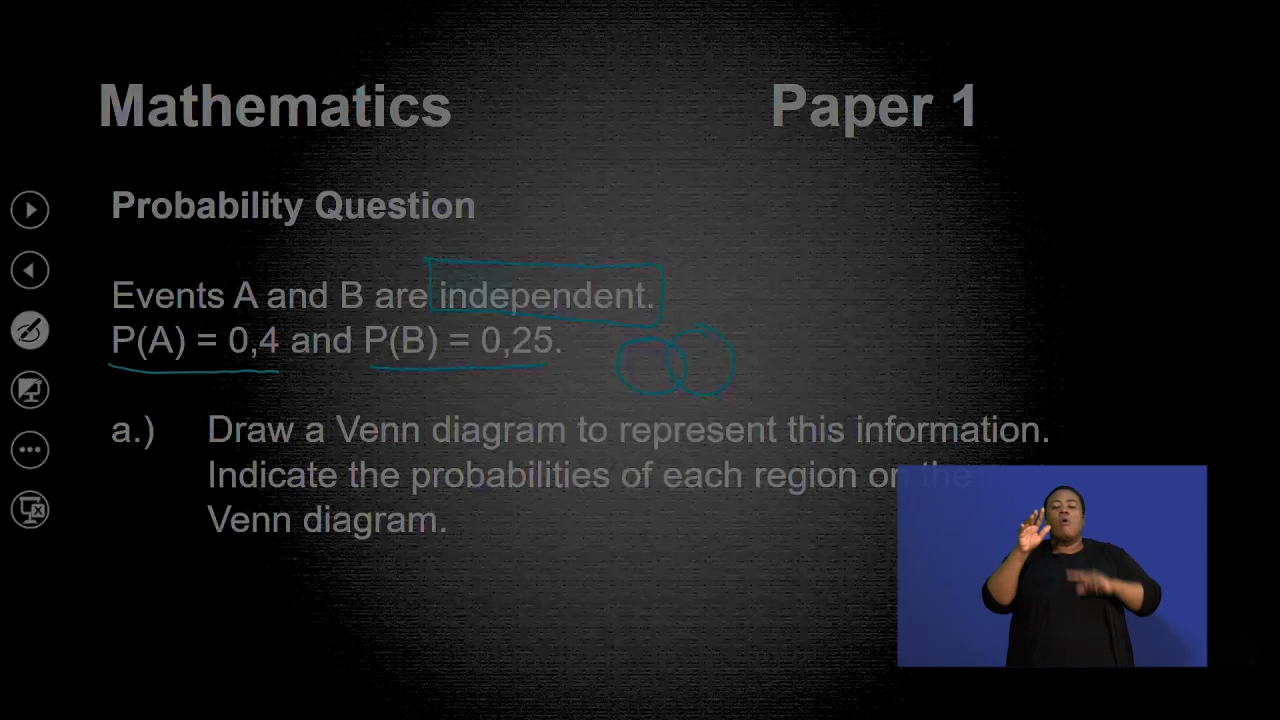 Mathematics Paper 1
Probability Question
Events A and B are independent.
P(A) = 0,4 and P(B) = 0,25.
a.) Draw a Venn diagram to represent this information.
Indicate the probabilities of each region on the
Venn diagram.